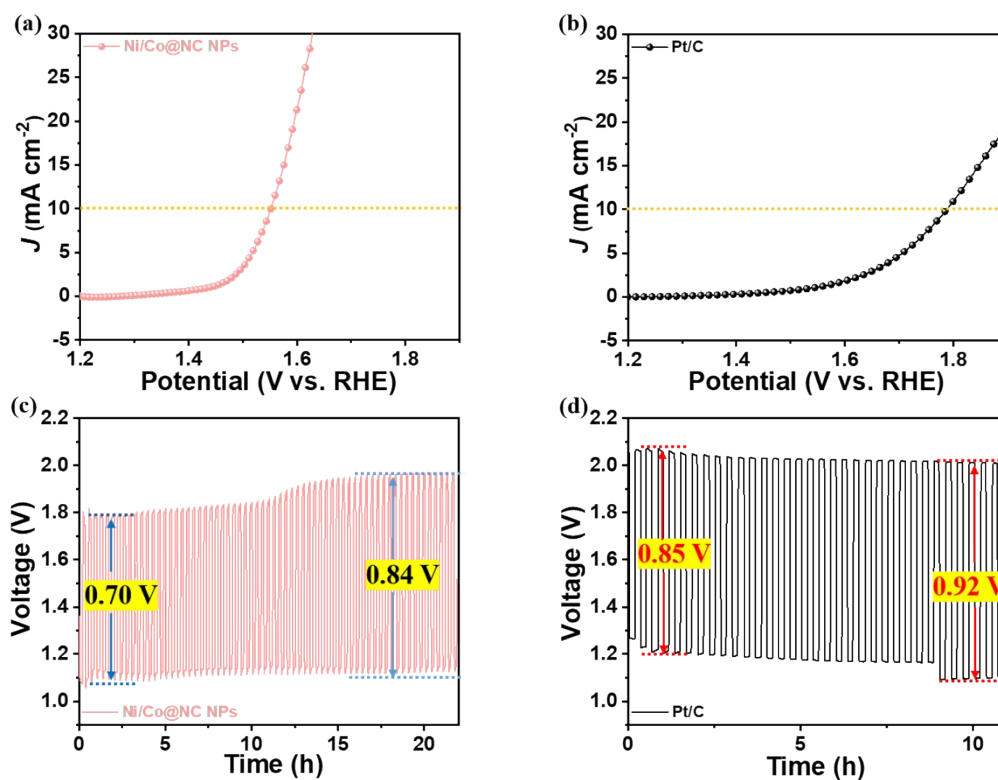 (a)
30
25
20
15
10
5
0
-5
J (mA cm-2)
Ni/Co@NC NPs
1.2 1.4 1.6 1.8
Potential (V vs. RHE)
(b)
30
25
20
15
10
5
0
-5
J (mA cm-2)
Pt/C
1.2 1.4 1.6 1.8
Potential (V vs. RHE)
(c)
2.2
2.0
1.8
1.6
1.4
1.2
1.0
Voltage (V)
0.70 V
0.84 V
Ni/Co@NC NPs
0 5 10 15 20
Time (h)
(d)
2.2
2.0
1.8
1.6
1.4
1.2
1.0
Voltage (V)
0.85 V
0.92 V
Pt/C
0 5 10
Time (h)